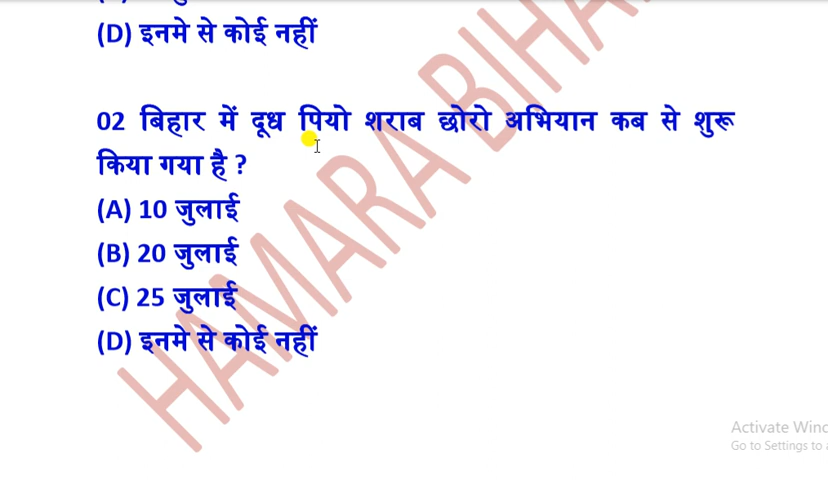 (D) इनमे से कोई नहीं
02 बिहार में दूध पियो शराब छोरो अभियान कब से शुरू
किया गया है ?
(A) 10 जुलाई
(B) 20 जुलाई
(C) 25 जुलाई
(D) इनमे से कोई नहीं
HAMARA BIHA
Activate Wind
Go to Settings to a